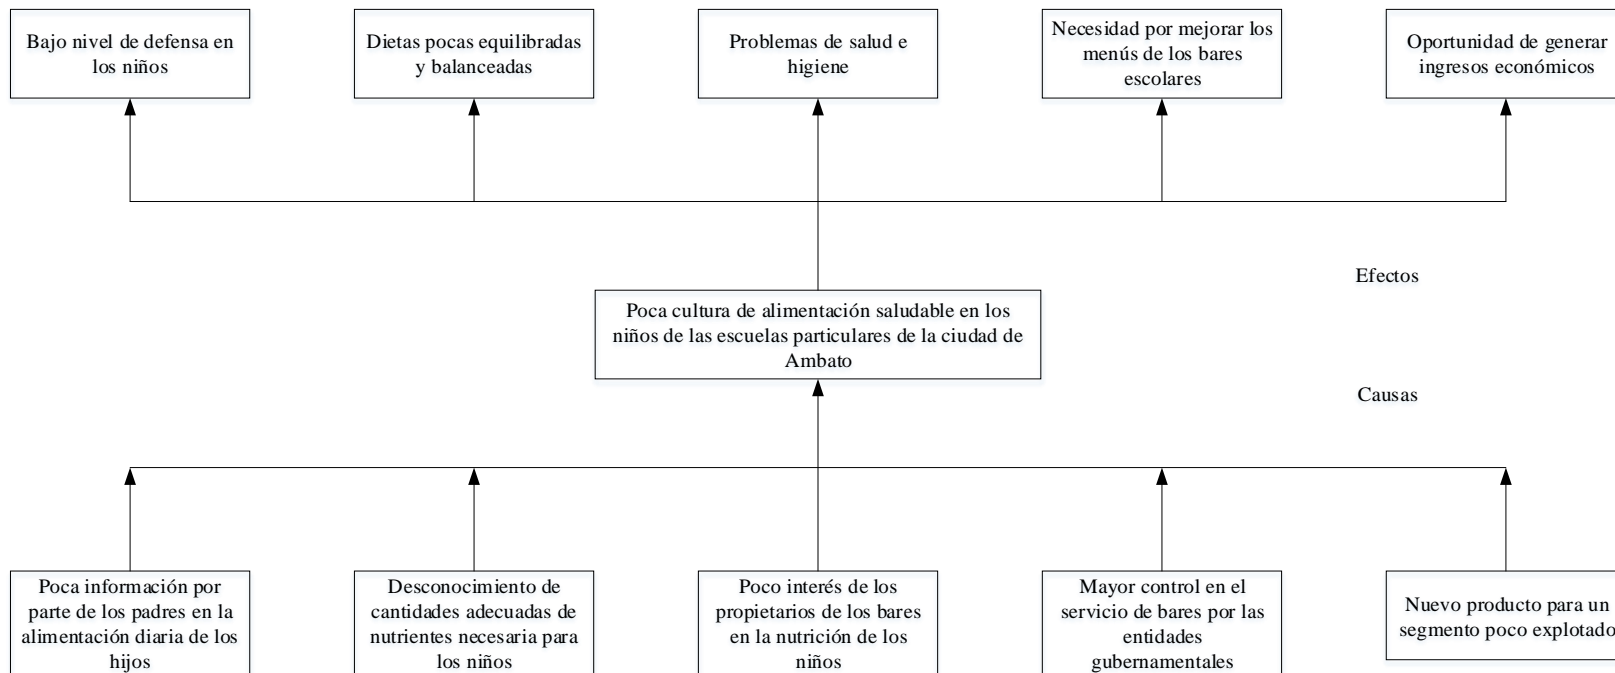 Bajo nivel de defensa en
los niños
Dietas pocas equilibradas
y balanceadas
Problemas de salud e
higiene
Necesidad por mejorar los
menús de los bares
escolares
Oportunidad de generar
ingresos económicos
Efectos
Poca cultura de alimentación saludable en los
niños de las escuelas particulares de la ciudad de
Ambato
Causas
Poca información por
parte de los padres en la
alimentación diaria de los
hijos
Desconocimiento de
cantidades adecuadas de
nutrientes necesaria para
los niños
Poco interés de los
propietarios de los bares
en la nutrición de los
niños
Mayor control en el
servicio de bares por las
entidades
gubernamentales
Nuevo producto para un
segmento poco explotado